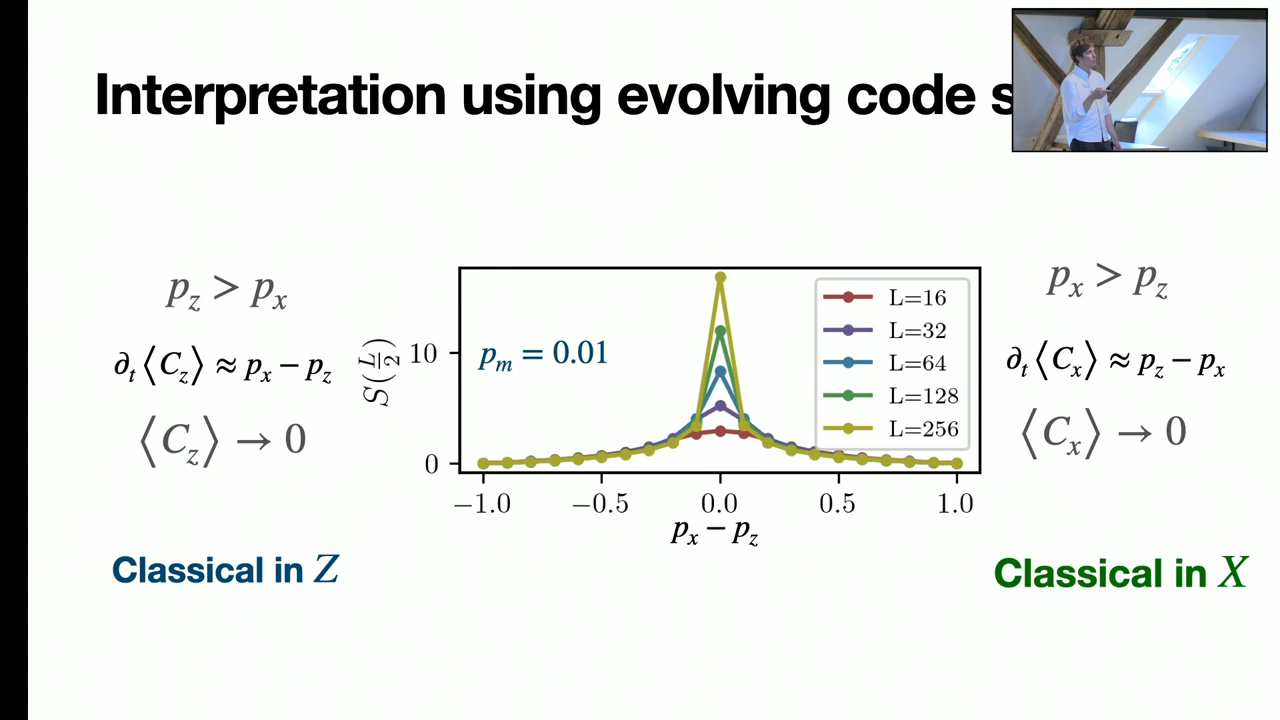 Interpretation using evolving code s
p_z > p_x
∂_t⟨C_z⟩ ≈ p_x − p_z
⟨C_z⟩ → 0
Classical in Z
S(L/2)
10
0
p_m = 0.01
L=16
L=32
L=64
L=128
L=256
−1.0 −0.5 0.0 0.5 1.0
p_x − p_z
p_x > p_z
∂_t⟨C_x⟩ ≈ p_z − p_x
⟨C_x⟩ → 0
Classical in X